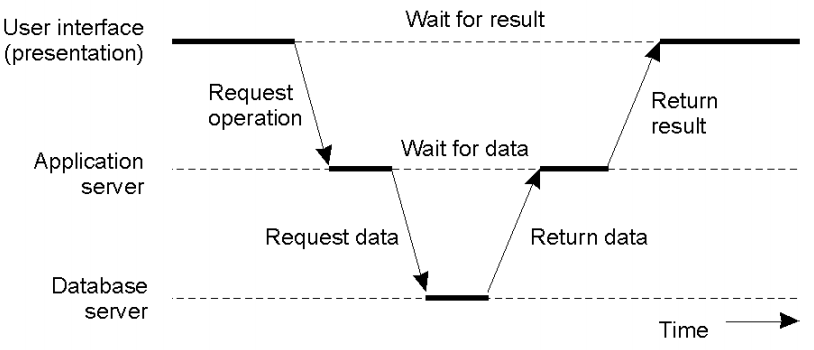 Wait for result
User interface
(presentation)
Request
operation
Return
result
Wait for data
Application
server
Request data
Return data
Database
server
Time